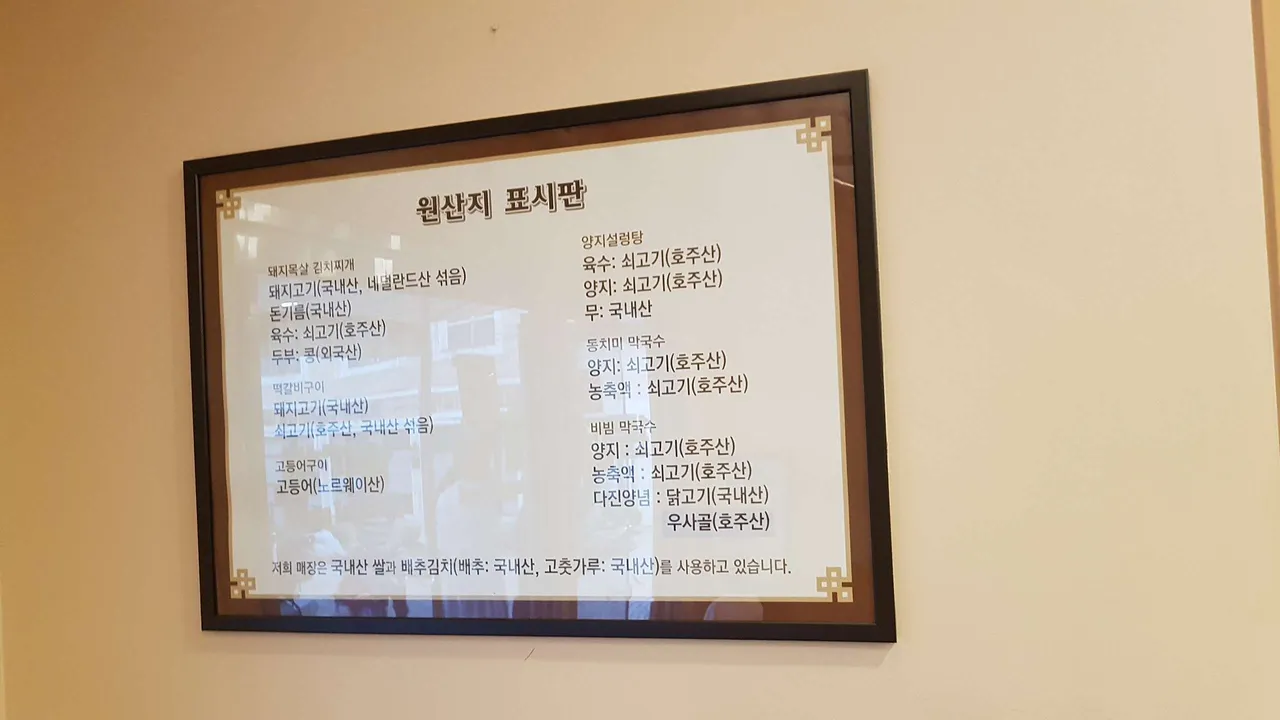 원산지 표시판
돼지목살 김치찌개
돼지고기(국내산, 네덜란드산 섞음)
돈기름(국내산)
육수: 쇠고기(호주산)
두부: 콩(외국산)
떡갈비구이
돼지고기(국내산)
쇠고기(호주산, 국내산 섞음)
고등어구이
고등어(노르웨이산)
양지설렁탕
육수: 쇠고기(호주산)
양지: 쇠고기(호주산)
무: 국내산
동치미 막국수
양지: 쇠고기(호주산)
농축액 : 쇠고기(호주산)
비빔 막국수
양지 : 쇠고기(호주산)
농축액 : 쇠고기(호주산)
다진양념 : 닭고기(국내산)
우사골(호주산)
저희 매장은 국내산 쌀과 배추김치(배추: 국내산, 고춧가루: 국내산)를 사용하고 있습니다.